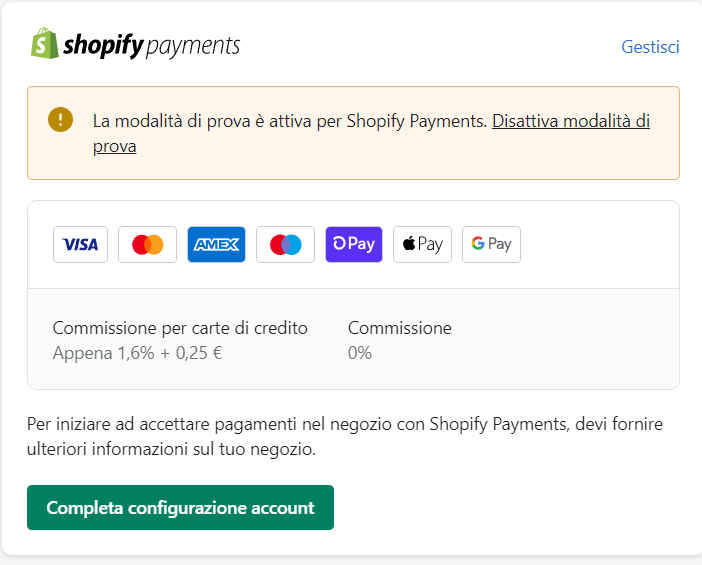 shopify payments
Gestisci
La modalità di prova è attiva per Shopify Payments. Disattiva modalità di
prova
VISA AMEX Pay Pay G Pay
Commissione per carte di credito Commissione
Appena 1,6% + 0,25 € 0%
Per iniziare ad accettare pagamenti nel negozio con Shopify Payments, devi fornire
ulteriori informazioni sul tuo negozio.
Completa configurazione account